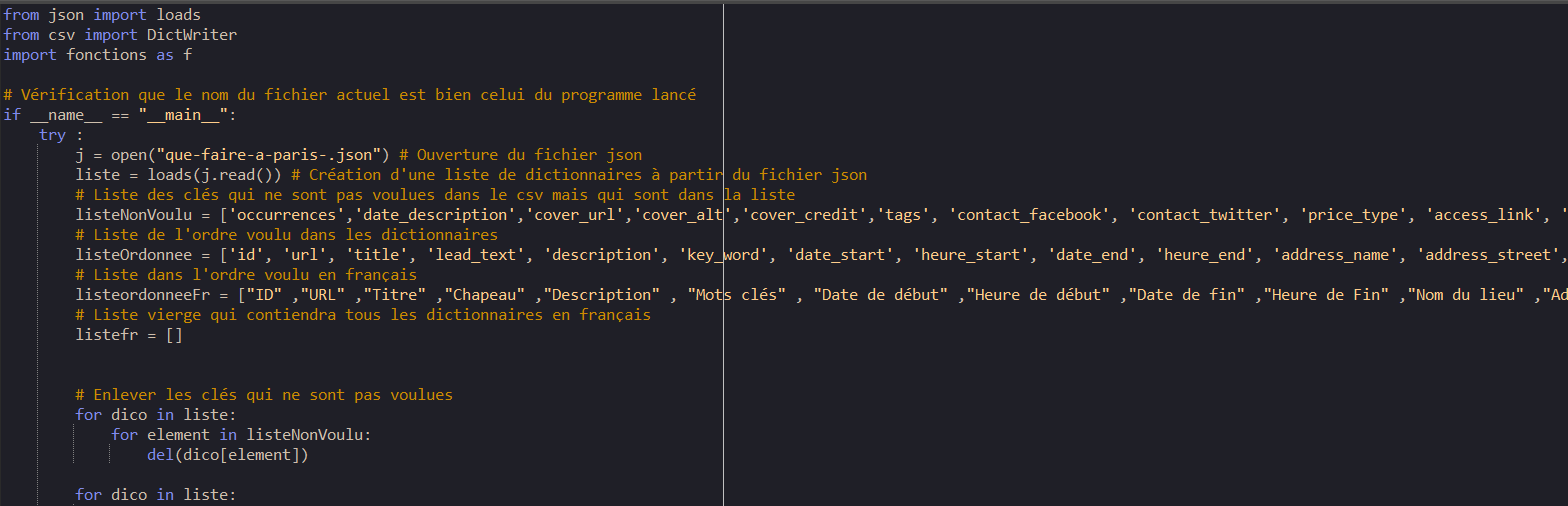 from json import loads
from csv import DictWriter
import fonctions as f
# Vérification que le nom du fichier actuel est bien celui du programme lancé
if __name__ == "__main__":
try :
j = open("que-faire-a-paris-.json") # Ouverture du fichier json
liste = loads(j.read()) # Création d'une liste de dictionnaires à partir du fichier json
# Liste des clés qui ne sont pas voulues dans le csv mais qui sont dans la liste
listeNonVoulu = ['occurrences','date_description','cover_url','cover_alt','cover_credit','tags', 'contact_facebook', 'contact_twitter', 'price_type', 'access_link', '
# Liste de l'ordre voulu dans les dictionnaires
listeOrdonnee = ['id', 'url', 'title', 'lead_text', 'description', 'key_word', 'date_start', 'heure_start', 'date_end', 'heure_end', 'address_name', 'address_street',
# Liste dans l'ordre voulu en français
listeordonneeFr = ["ID" ,"URL" ,"Titre" ,"Chapeau" ,"Description" , "Mots clés" , "Date de début" ,"Heure de début" ,"Date de fin" ,"Heure de Fin" ,"Nom du lieu" ,"Ad
# Liste vierge qui contiendra tous les dictionnaires en français
listefr = []
# Enlever les clés qui ne sont pas voulues
for dico in liste:
for element in listeNonVoulu:
del(dico[element])
for dico in liste: